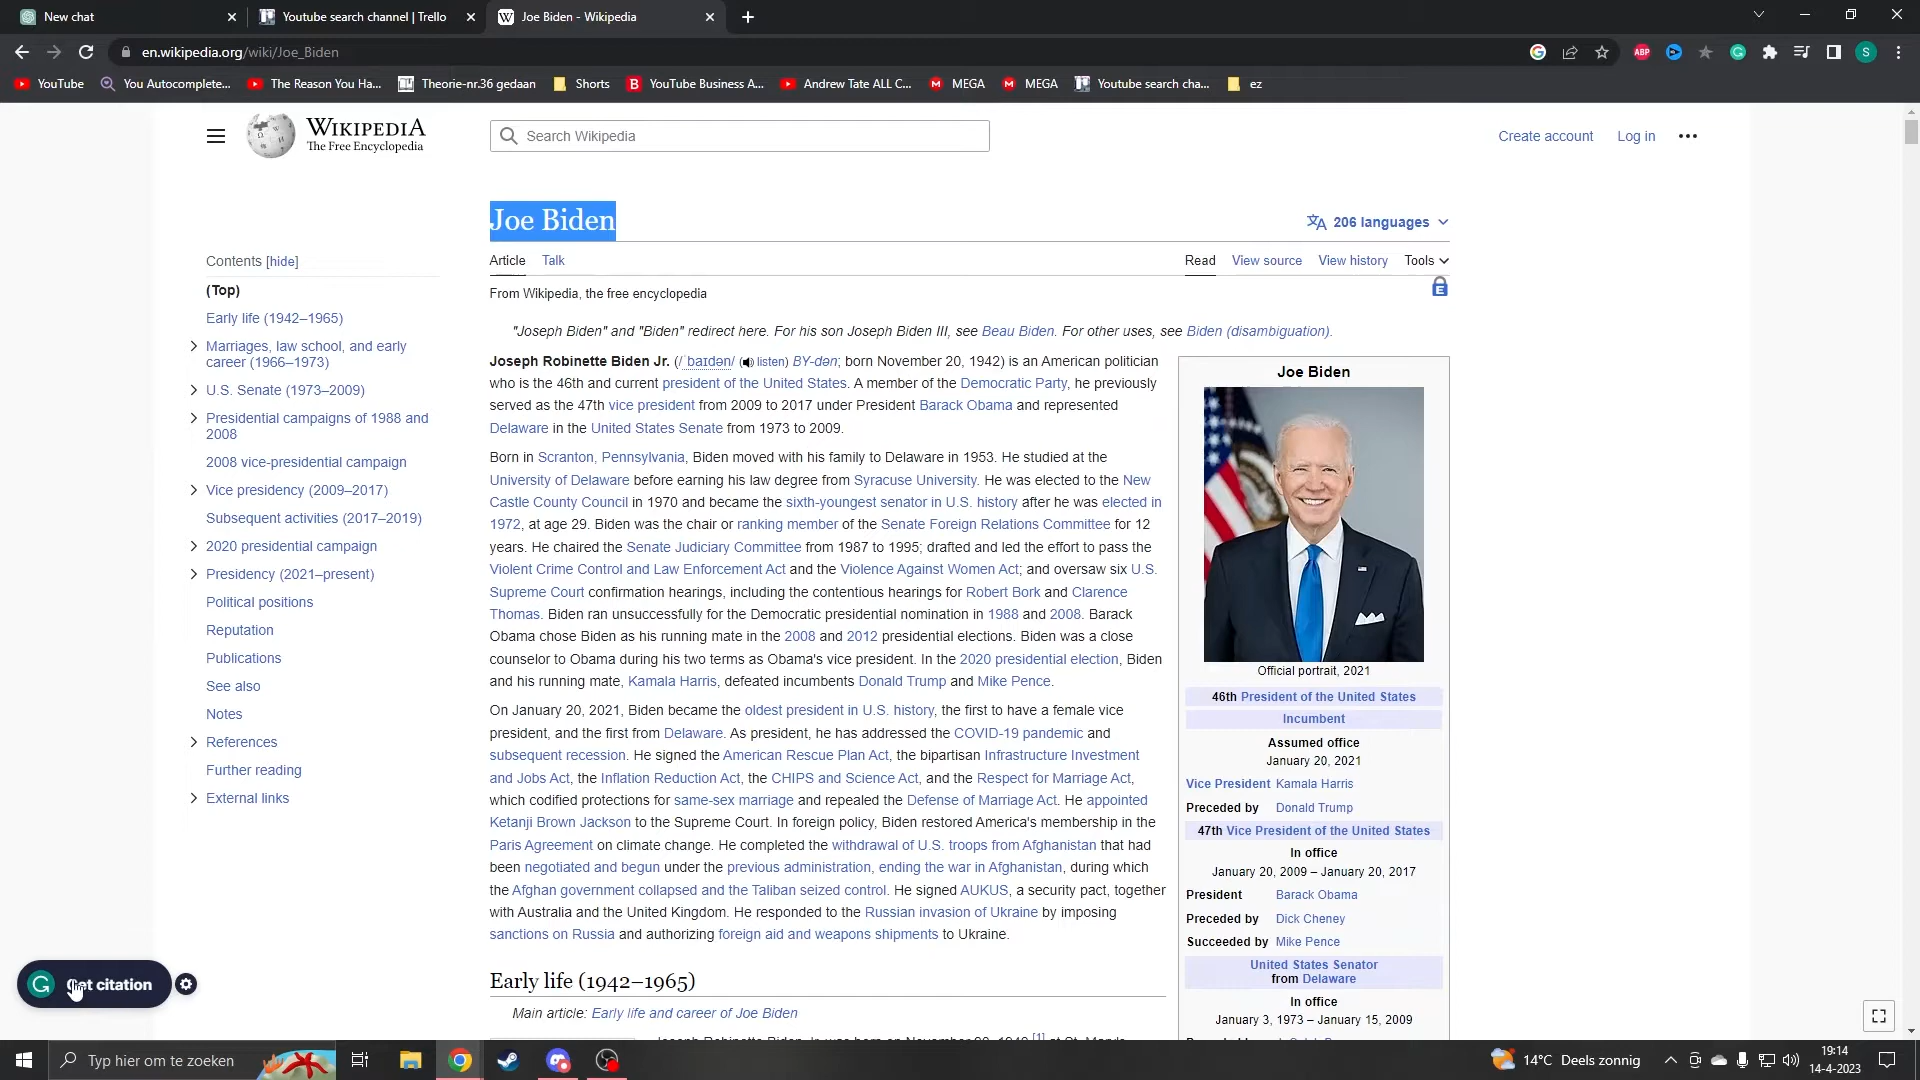 New chat
Youtube search channel | Trello
Joe Biden - Wikipedia
en.wikipedia.org/wiki/Joe_Biden
ABP
S
YouTube
You Autocomplete...
The Reason You Ha...
Theorie-nr.36 gedaan
Shorts
YouTube Business A...
Andrew Tate ALL C...
MEGA
MEGA
Youtube search cha...
ez
WIKIPEDIA
The Free Encyclopedia
Search Wikipedia
Create account
Log in
Joe Biden
206 languages
Article
Talk
Read
View source
View history
Tools
From Wikipedia, the free encyclopedia
Contents [hide]
(Top)
Early life (1942–1965)
Marriages, law school, and early
career (1966–1973)
U.S. Senate (1973–2009)
Presidential campaigns of 1988 and
2008
2008 vice-presidential campaign
Vice presidency (2009–2017)
Subsequent activities (2017–2019)
2020 presidential campaign
Presidency (2021–present)
Political positions
Reputation
Publications
See also
Notes
References
Further reading
External links
"Joseph Biden" and "Biden" redirect here. For his son Joseph Biden III, see Beau Biden. For other uses, see Biden (disambiguation).
Joseph Robinette Biden Jr. (/ˈbaɪdən/ (listen) BY-dən; born November 20, 1942) is an American politician
who is the 46th and current president of the United States. A member of the Democratic Party, he previously
served as the 47th vice president from 2009 to 2017 under President Barack Obama and represented
Delaware in the United States Senate from 1973 to 2009.
Born in Scranton, Pennsylvania, Biden moved with his family to Delaware in 1953. He studied at the
University of Delaware before earning his law degree from Syracuse University. He was elected to the New
Castle County Council in 1970 and became the sixth-youngest senator in U.S. history after he was elected in
1972, at age 29. Biden was the chair or ranking member of the Senate Foreign Relations Committee for 12
years. He chaired the Senate Judiciary Committee from 1987 to 1995; drafted and led the effort to pass the
Violent Crime Control and Law Enforcement Act and the Violence Against Women Act; and oversaw six U.S.
Supreme Court confirmation hearings, including the contentious hearings for Robert Bork and Clarence
Thomas. Biden ran unsuccessfully for the Democratic presidential nomination in 1988 and 2008. Barack
Obama chose Biden as his running mate in the 2008 and 2012 presidential elections. Biden was a close
counselor to Obama during his two terms as Obama's vice president. In the 2020 presidential election, Biden
and his running mate, Kamala Harris, defeated incumbents Donald Trump and Mike Pence.
On January 20, 2021, Biden became the oldest president in U.S. history, the first to have a female vice
president, and the first from Delaware. As president, he has addressed the COVID-19 pandemic and
subsequent recession. He signed the American Rescue Plan Act, the bipartisan Infrastructure Investment
and Jobs Act, the Inflation Reduction Act, the CHIPS and Science Act, and the Respect for Marriage Act,
which codified protections for same-sex marriage and repealed the Defense of Marriage Act. He appointed
Ketanji Brown Jackson to the Supreme Court. In foreign policy, Biden restored America's membership in the
Paris Agreement on climate change. He completed the withdrawal of U.S. troops from Afghanistan that had
been negotiated and begun under the previous administration, ending the war in Afghanistan, during which
the Afghan government collapsed and the Taliban seized control. He signed AUKUS, a security pact, together
with Australia and the United Kingdom. He responded to the Russian invasion of Ukraine by imposing
sanctions on Russia and authorizing foreign aid and weapons shipments to Ukraine.
Early life (1942–1965)
Main article: Early life and career of Joe Biden
Joe Biden
Official portrait, 2021
46th President of the United States
Incumbent
Assumed office
January 20, 2021
Vice President Kamala Harris
Preceded by Donald Trump
47th Vice President of the United States
In office
January 20, 2009 – January 20, 2017
President Barack Obama
Preceded by Dick Cheney
Succeeded by Mike Pence
United States Senator
from Delaware
In office
January 3, 1973 – January 15, 2009
citation
Typ hier om te zoeken
14°C Deels zonnig
19:14
14-4-2023